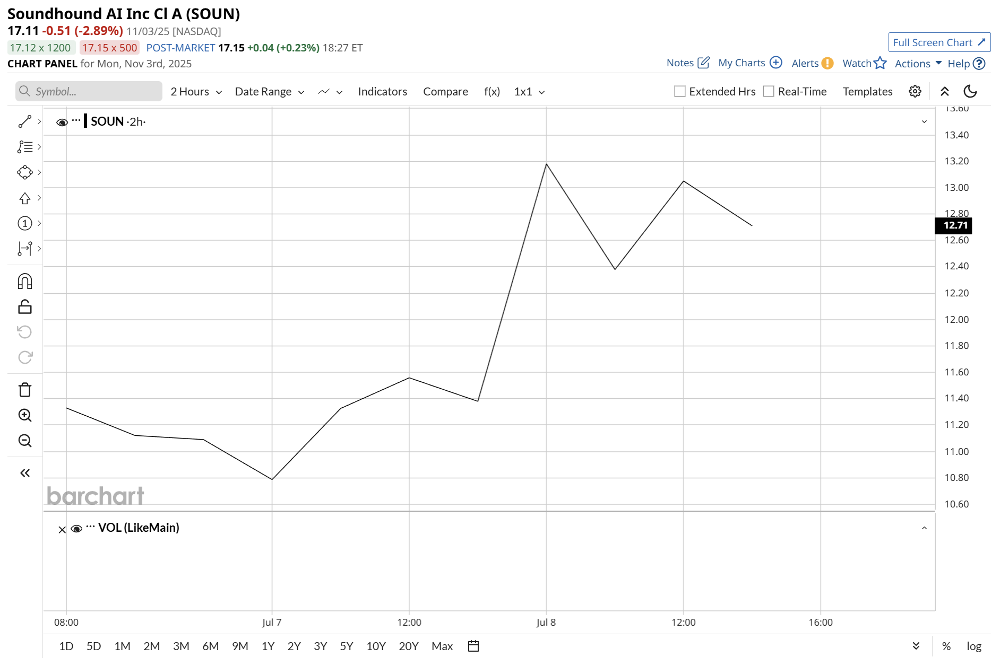 Soundhound AI Inc Cl A (SOUN)
17.11 -0.51 (-2.89%) 11/03/25 [NASDAQ]
17.12 x 1200 17.15 x 500 POST-MARKET 17.15 +0.04 (+0.23%) 18:27 ET
Full Screen Chart
CHART PANEL for Mon, Nov 3rd, 2025
Notes My Charts Alerts Watch Actions Help
Symbol... 2 Hours Date Range Indicators Compare f(x) 1x1 Extended Hrs Real-Time Templates
SOUN ·2h·
13.60
13.40
13.20
13.00
12.80
12.71
12.60
12.40
12.20
12.00
11.80
11.60
11.40
11.20
11.00
10.80
10.60
1
barchart
VOL (LikeMain)
08:00 Jul 7 12:00 Jul 8 12:00 16:00
1D 5D 1M 2M 3M 6M 9M 1Y 2Y 3Y 5Y 10Y 20Y Max % log